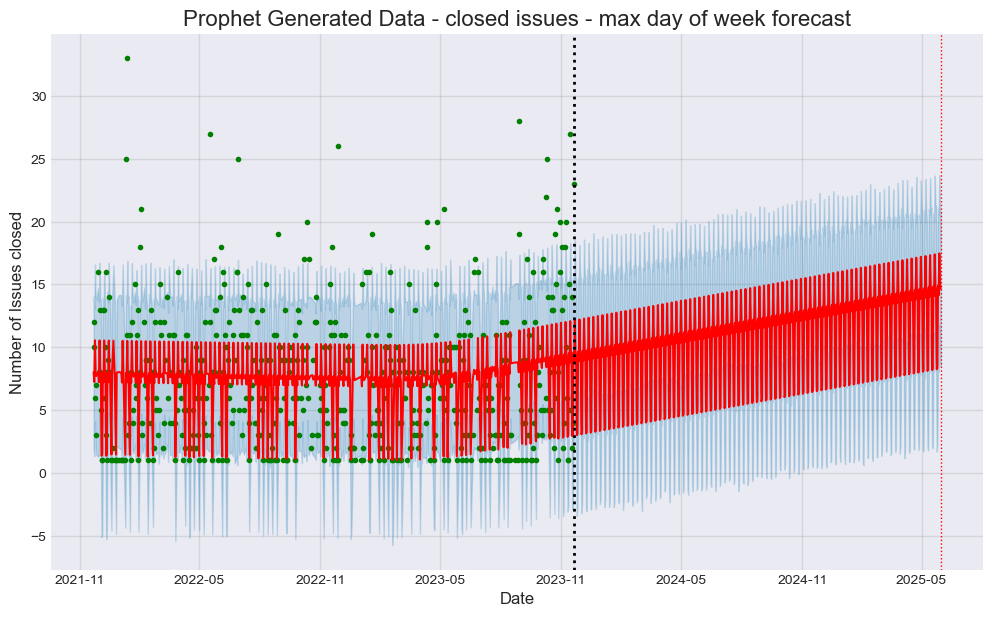 Prophet Generated Data - closed issues - max day of week forecast
Number of Issues closed
30
25
20
15
10
5
0
−5
2021-11 2022-05 2022-11 2023-05 2023-11 2024-05 2024-11 2025-05
Date